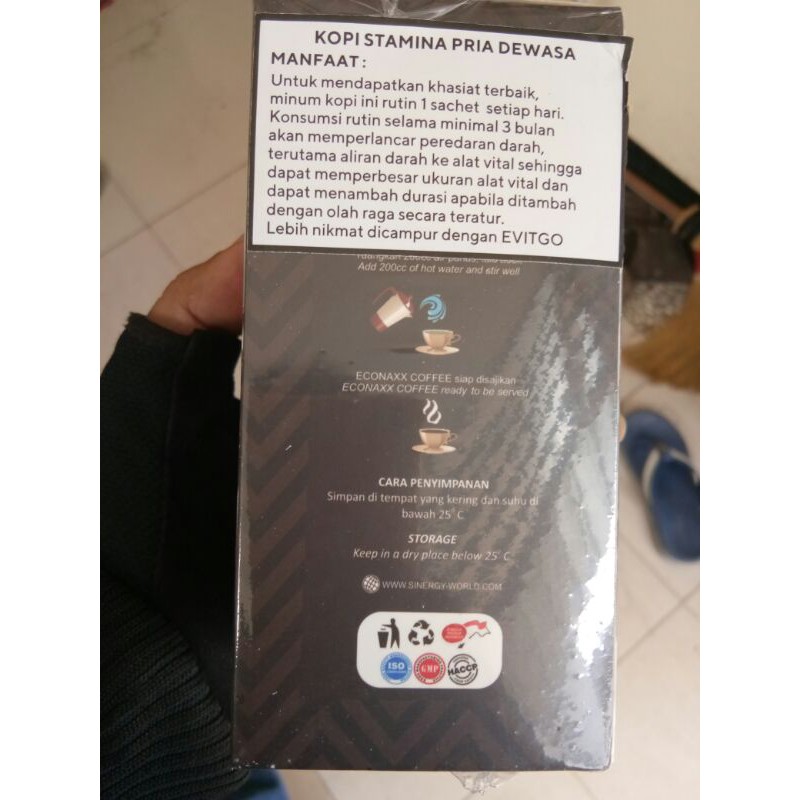 KOPI STAMINA PRIA DEWASA
MANFAAT :
Untuk mendapatkan khasiat terbaik,
minum kopi ini rutin 1 sachet setiap hari.
Konsumsi rutin selama minimal 3 bulan
akan memperlancar peredaran darah,
terutama aliran darah ke alat vital sehingga
dapat memperbesar ukuran alat vital dan
dapat menambah durasi apabila ditambah
dengan olah raga secara teratur.
Lebih nikmat dicampur dengan EVITGO
Add 200cc of hot water and stir well
ECONAXX COFFEE siap disajikan
ECONAXX COFFEE ready to be served
CARA PENYIMPANAN
Simpan di tempat yang kering dan suhu di
bawah 25° C
STORAGE
Keep in a dry place below 25° C
WWW.SINERGY-WORLD.COM
ISO
GMP
HACCP